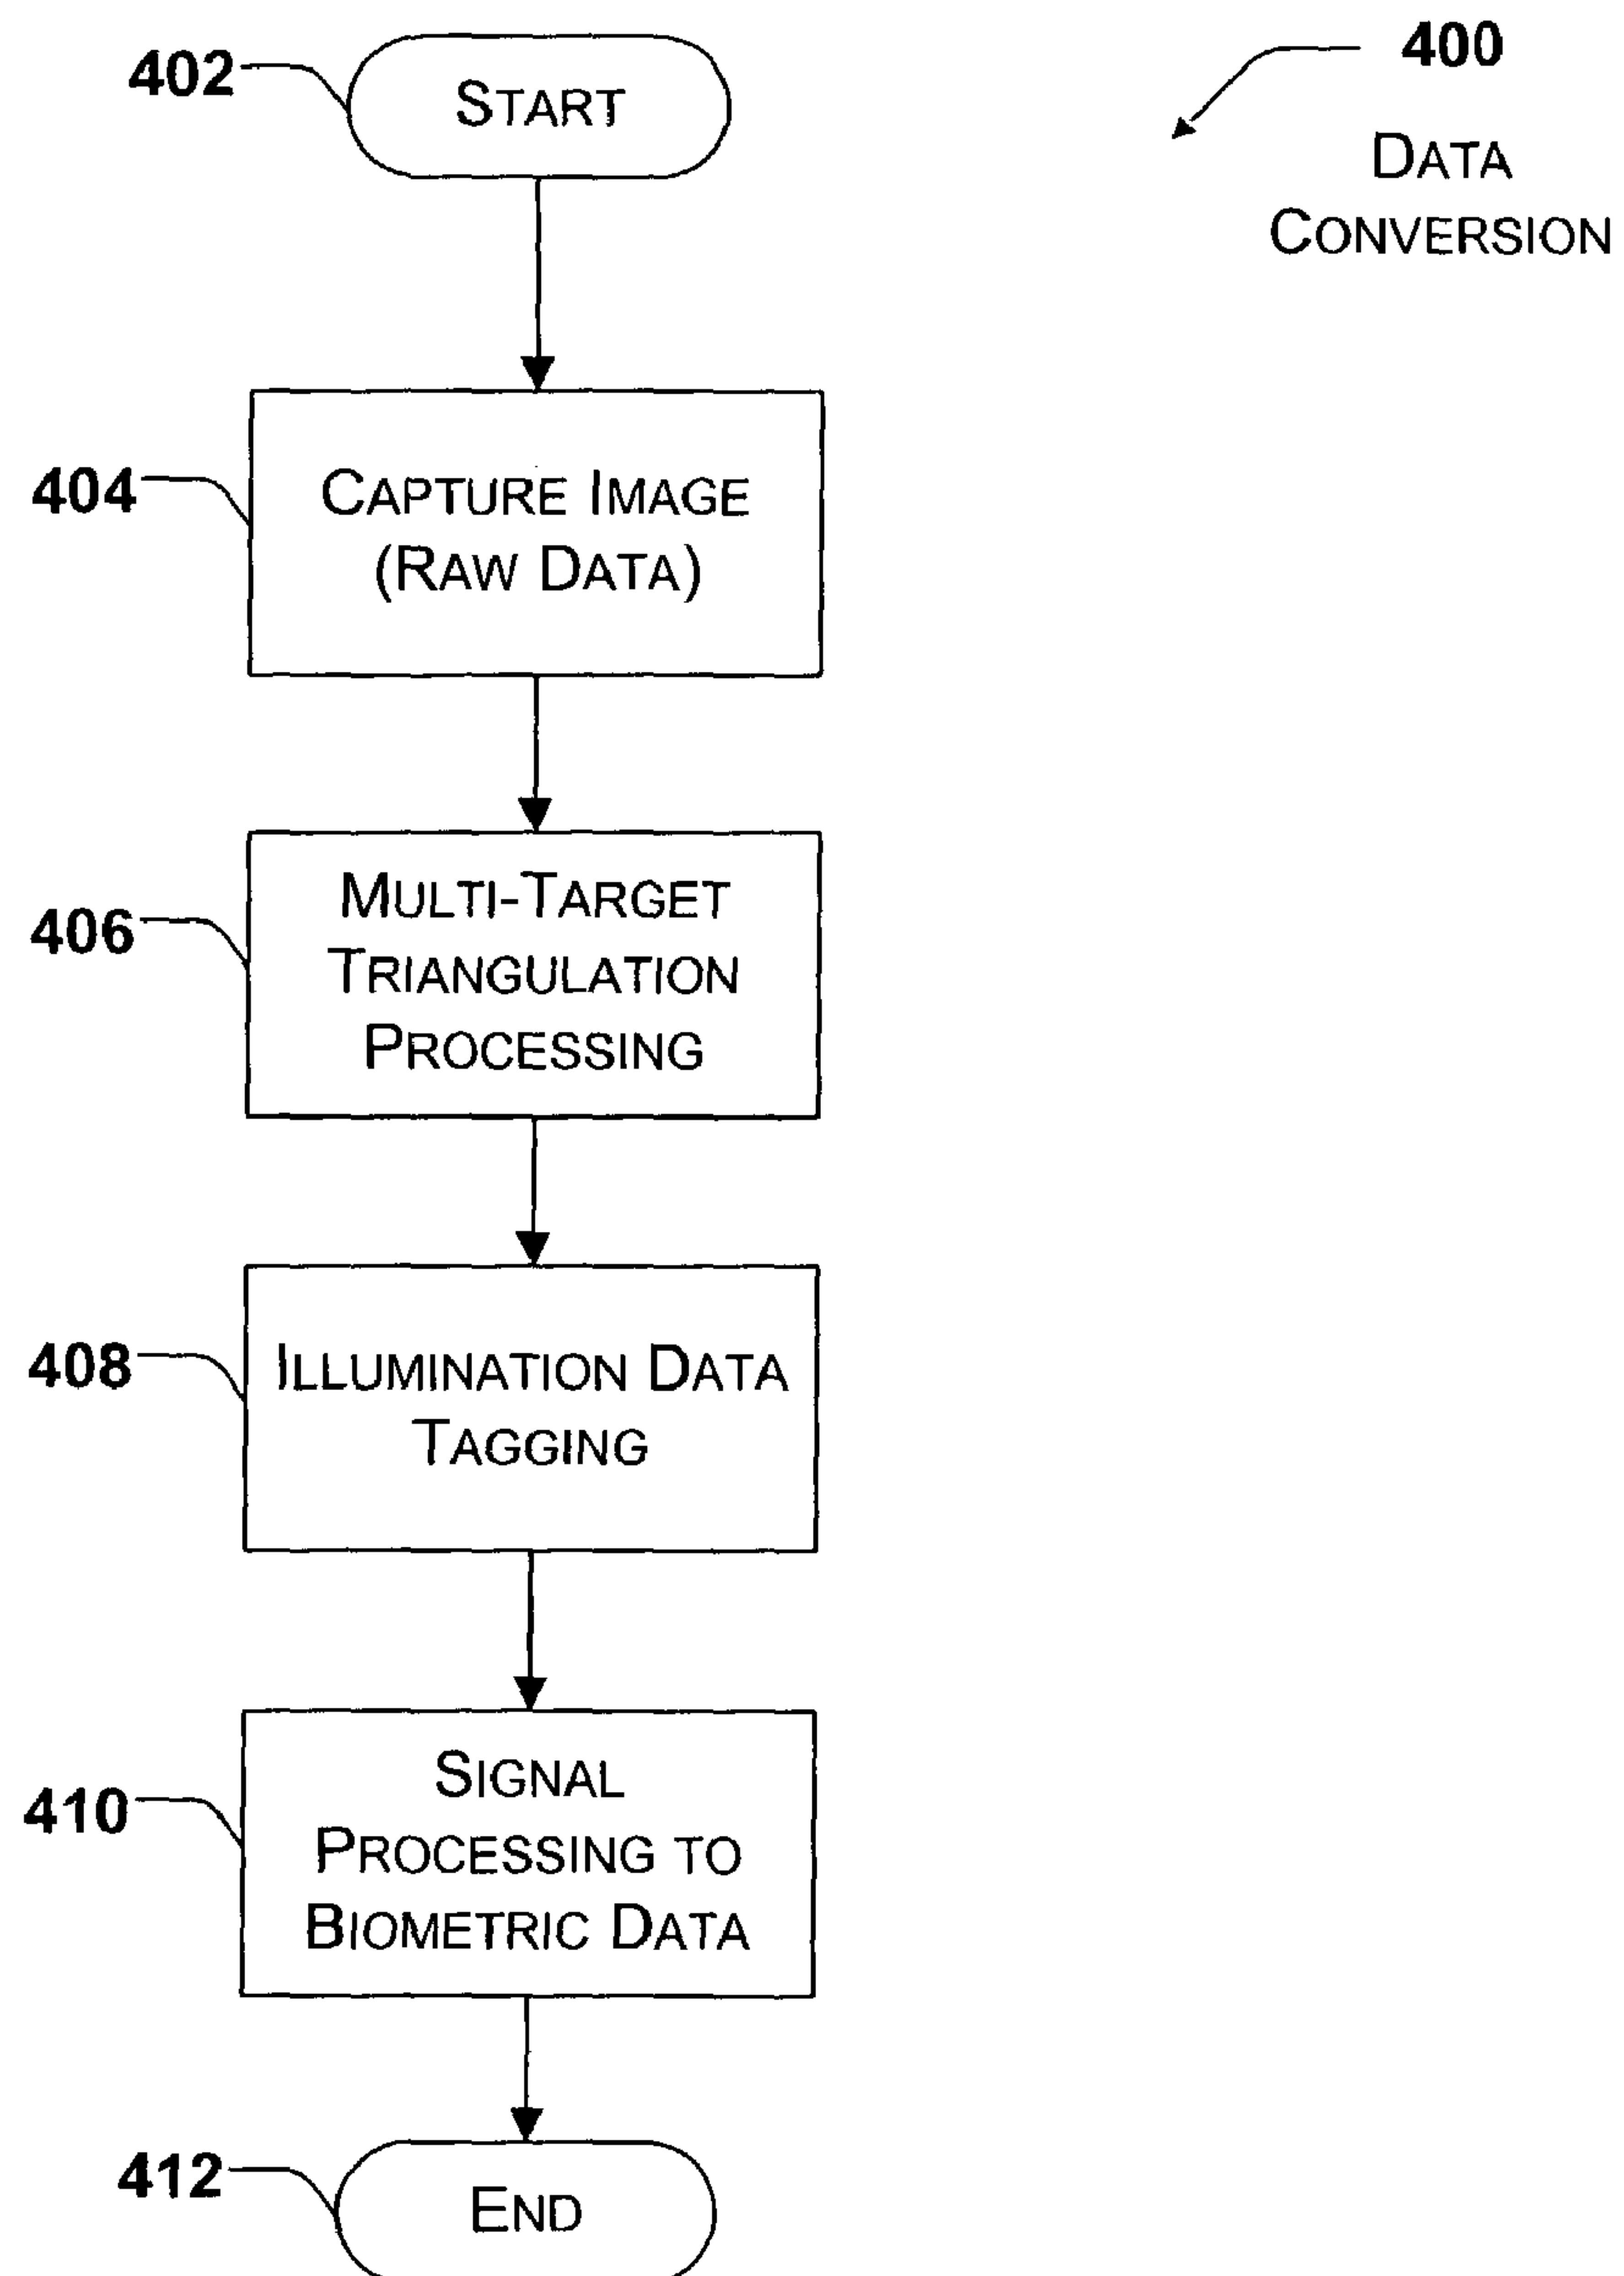 402
START
400
DATA
CONVERSION
404
CAPTURE IMAGE
(RAW DATA)
406
MULTI-TARGET
TRIANGULATION
PROCESSING
408
ILLUMINATION DATA
TAGGING
410
SIGNAL
PROCESSING TO
BIOMETRIC DATA
412
END